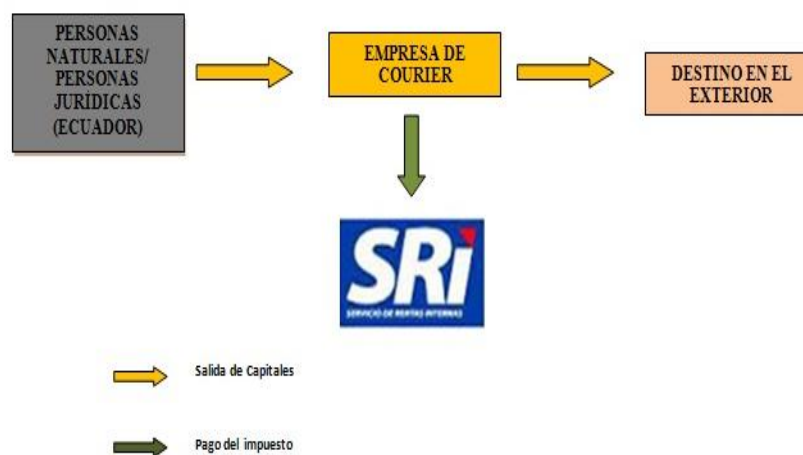 PERSONAS
NATURALES/
PERSONAS
JURÍDICAS
(ECUADOR)
EMPRESA DE
COURIER
DESTINO EN EL
EXTERIOR
SRi
SERVICIO DE RENTAS INTERNAS
Salida de Capitales
Pago del impuesto